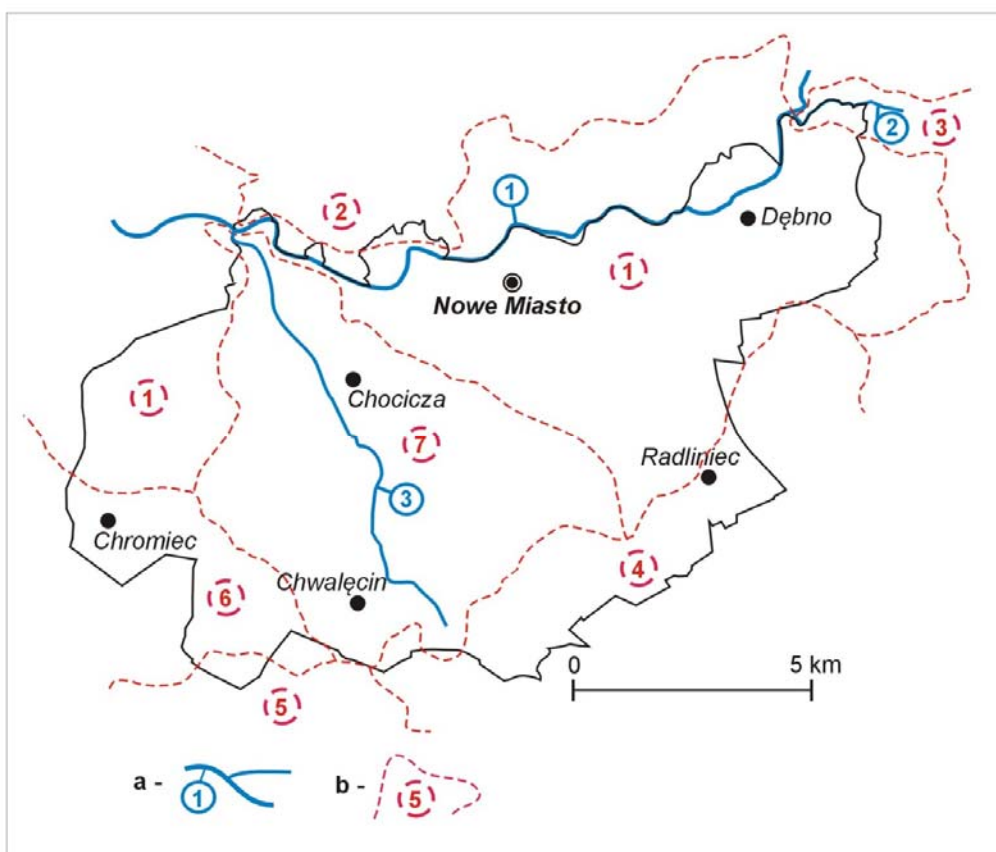 2
3
1
2
Dębno
1
Nowe Miasto
Chocicza
1
7
Radliniec
3
Chromiec
4
Chwalęcin
6
0 5 km
5
a - 1
b - 5